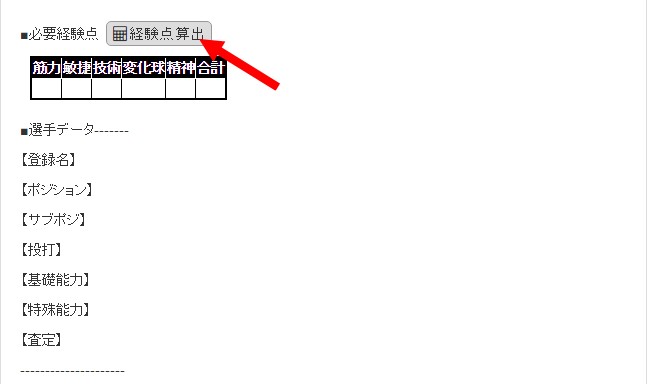 ■必要経験点 経験点算出
筋力 敏捷 技術 変化球 精神 合計
■選手データ-------
【登録名】
【ポジション】
【サブポジ】
【投打】
【基礎能力】
【特殊能力】
【査定】
---------------------